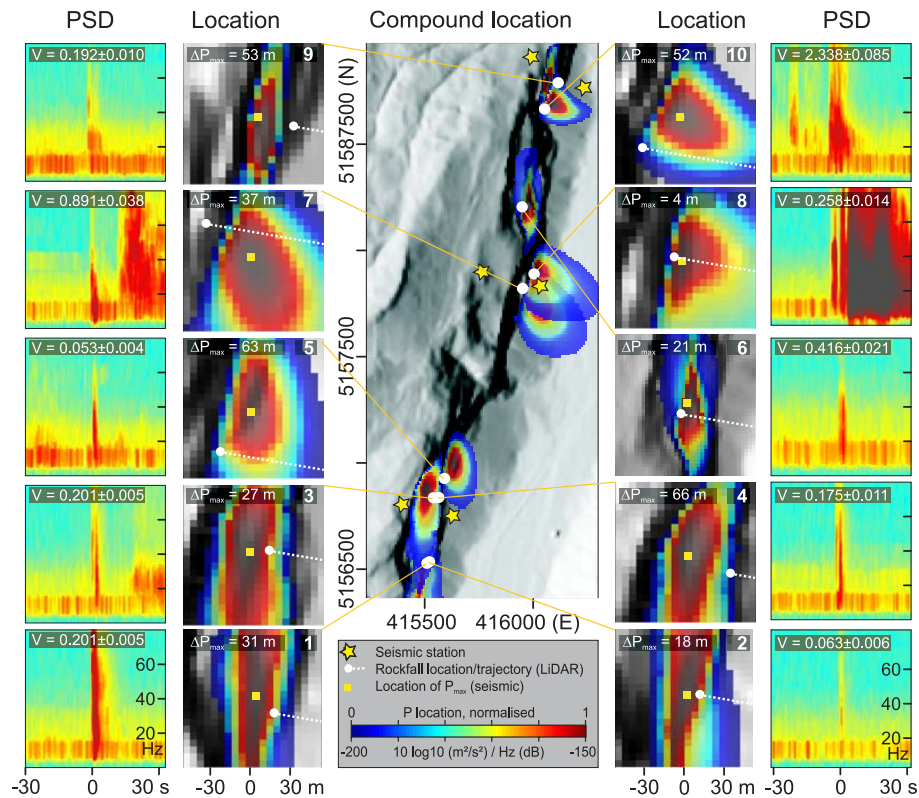 PSD Location Compound location Location PSD
V = 0.192±0.010 ΔPmax = 53 m 9 ΔPmax = 52 m 10 V = 2.338±0.085
51587500 (N)
V = 0.891±0.038 ΔPmax = 37 m 7 ΔPmax = 4 m 8 V = 0.258±0.014
5157500
V = 0.053±0.004 ΔPmax = 63 m 5 ΔPmax = 21 m 6 V = 0.416±0.021
V = 0.201±0.005 ΔPmax = 27 m 3 ΔPmax = 66 m 4 V = 0.175±0.011
5156500
415500 416000 (E)
V = 0.201±0.005 ΔPmax = 31 m 1 ΔPmax = 18 m 2 V = 0.063±0.006
Seismic station
Rockfall location/trajectory (LiDAR)
Location of Pmax (seismic)
0 P location, normalised 1
-200 10 log10 (m²/s²) / Hz (dB) -150
60
40
20
Hz
60
40
20
Hz
-30 0 30 s -30 0 30 m -30 0 30 m -30 0 30 s